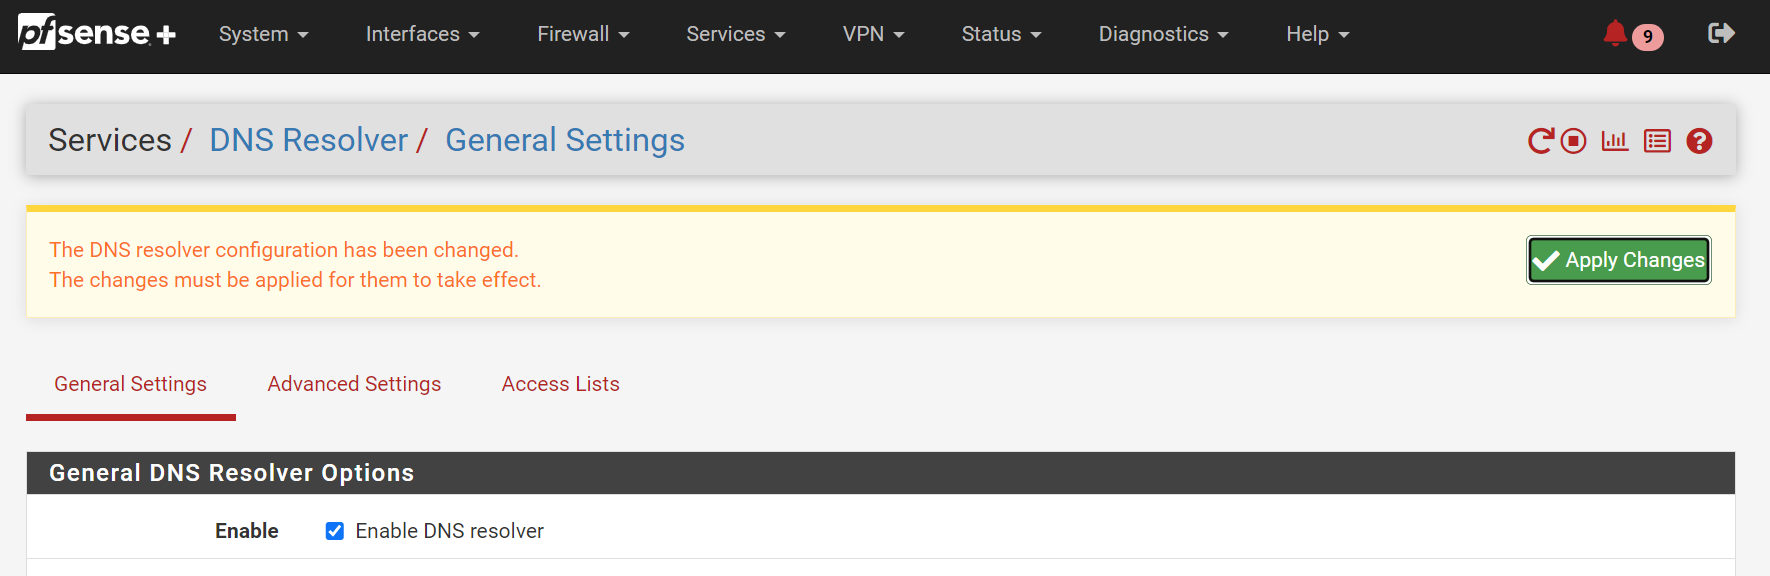 pfsense+ System Interfaces Firewall Services VPN Status Diagnostics Help 9
Services / DNS Resolver / General Settings
The DNS resolver configuration has been changed.
The changes must be applied for them to take effect.
Apply Changes
General Settings Advanced Settings Access Lists
General DNS Resolver Options
Enable Enable DNS resolver